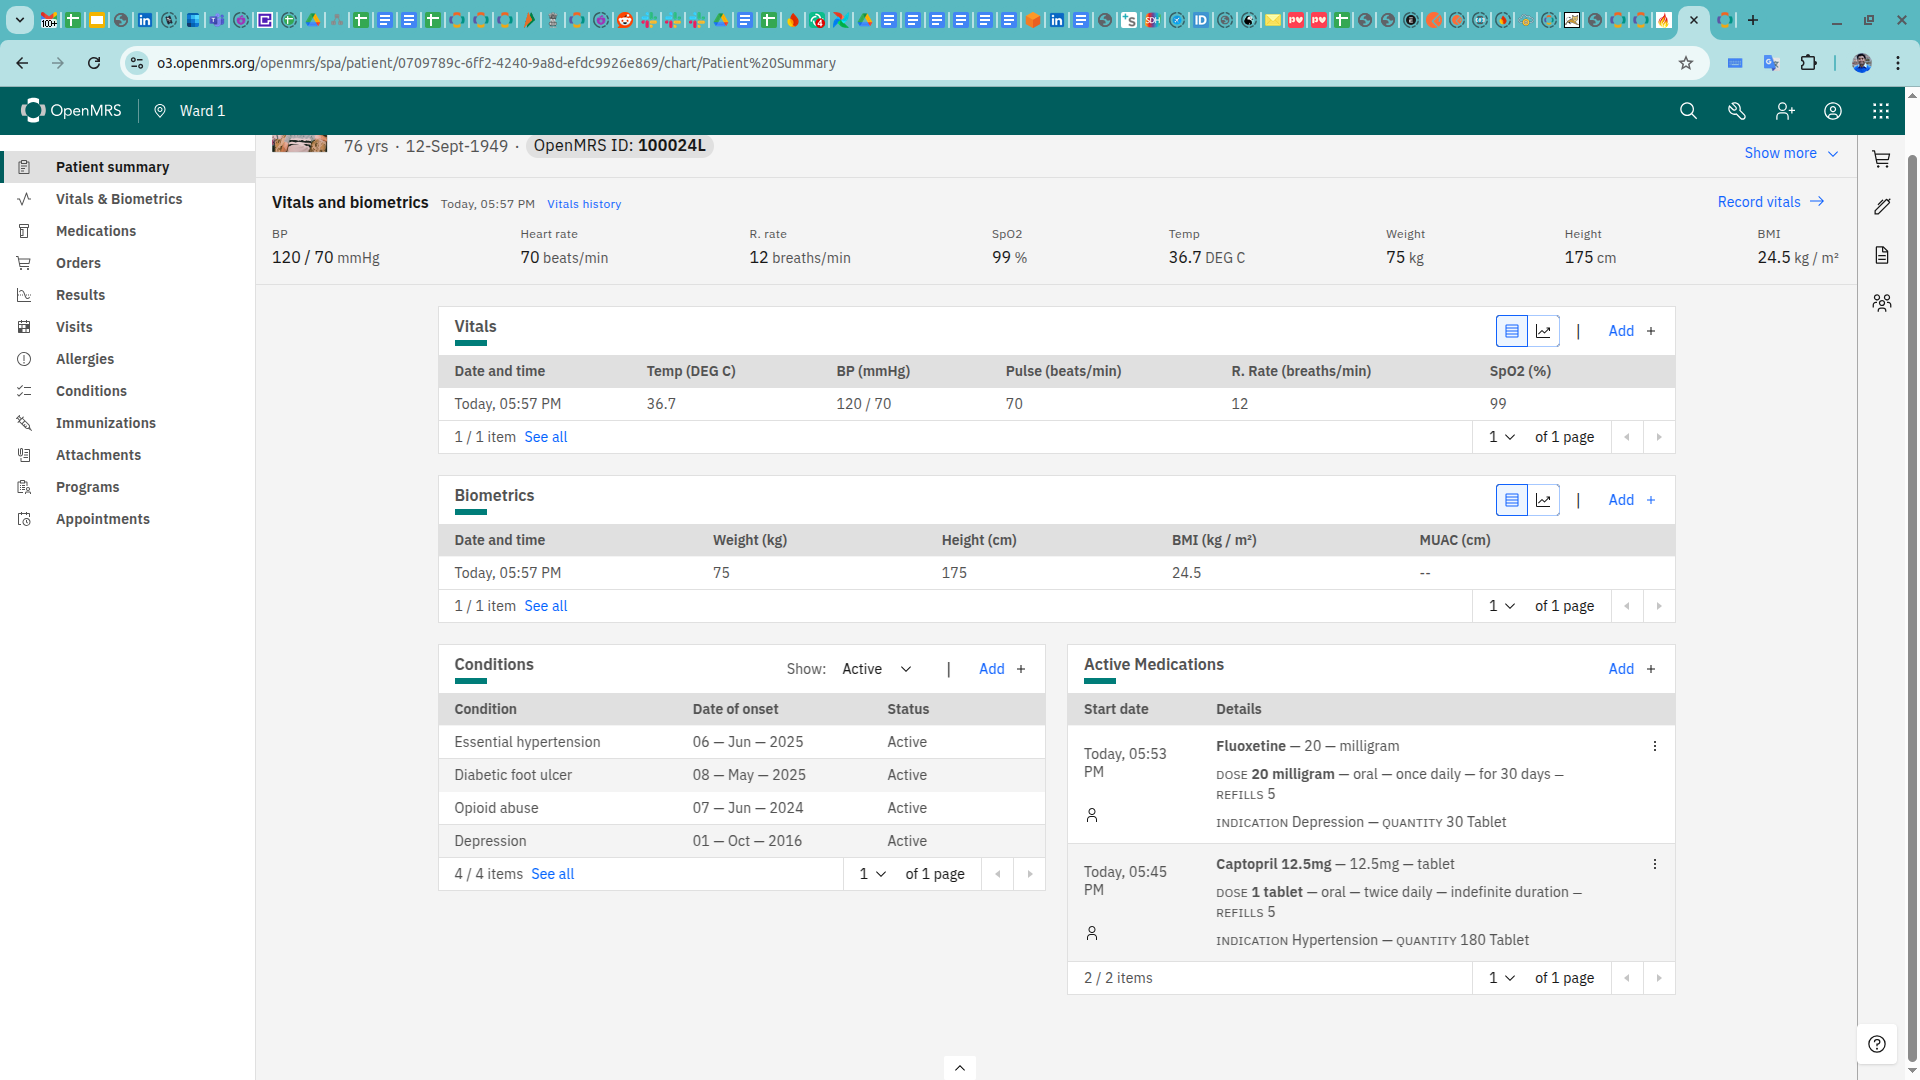 o3.openmrs.org/openmrs/spa/patient/0709789c-6ff2-4240-9a8d-efdc9926e869/chart/Patient%20Summary
OpenMRS Ward 1
76 yrs · 12-Sept-1949 · OpenMRS ID: 100024L
Show more
Patient summary
Vitals & Biometrics
Medications
Orders
Results
Visits
Allergies
Conditions
Immunizations
Attachments
Programs
Appointments
Vitals and biometrics Today, 05:57 PM Vitals history Record vitals
BP Heart rate R. rate SpO2 Temp Weight Height BMI
120 / 70 mmHg 70 beats/min 12 breaths/min 99 % 36.7 DEG C 75 kg 175 cm 24.5 kg / m²
Vitals | Add +
Date and time Temp (DEG C) BP (mmHg) Pulse (beats/min) R. Rate (breaths/min) SpO2 (%)
Today, 05:57 PM 36.7 120 / 70 70 12 99
1 / 1 item See all 1 of 1 page
Biometrics | Add +
Date and time Weight (kg) Height (cm) BMI (kg / m²) MUAC (cm)
Today, 05:57 PM 75 175 24.5 --
1 / 1 item See all 1 of 1 page
Conditions Show: Active | Add +
Condition Date of onset Status
Essential hypertension 06 — Jun — 2025 Active
Diabetic foot ulcer 08 — May — 2025 Active
Opioid abuse 07 — Jun — 2024 Active
Depression 01 — Oct — 2016 Active
4 / 4 items See all 1 of 1 page
Active Medications Add +
Start date Details
Today, 05:53 PM
Fluoxetine — 20 — milligram
DOSE 20 milligram — oral — once daily — for 30 days —
REFILLS 5
INDICATION Depression — QUANTITY 30 Tablet
Today, 05:45 PM
Captopril 12.5mg — 12.5mg — tablet
DOSE 1 tablet — oral — twice daily — indefinite duration —
REFILLS 5
INDICATION Hypertension — QUANTITY 180 Tablet
2 / 2 items 1 of 1 page